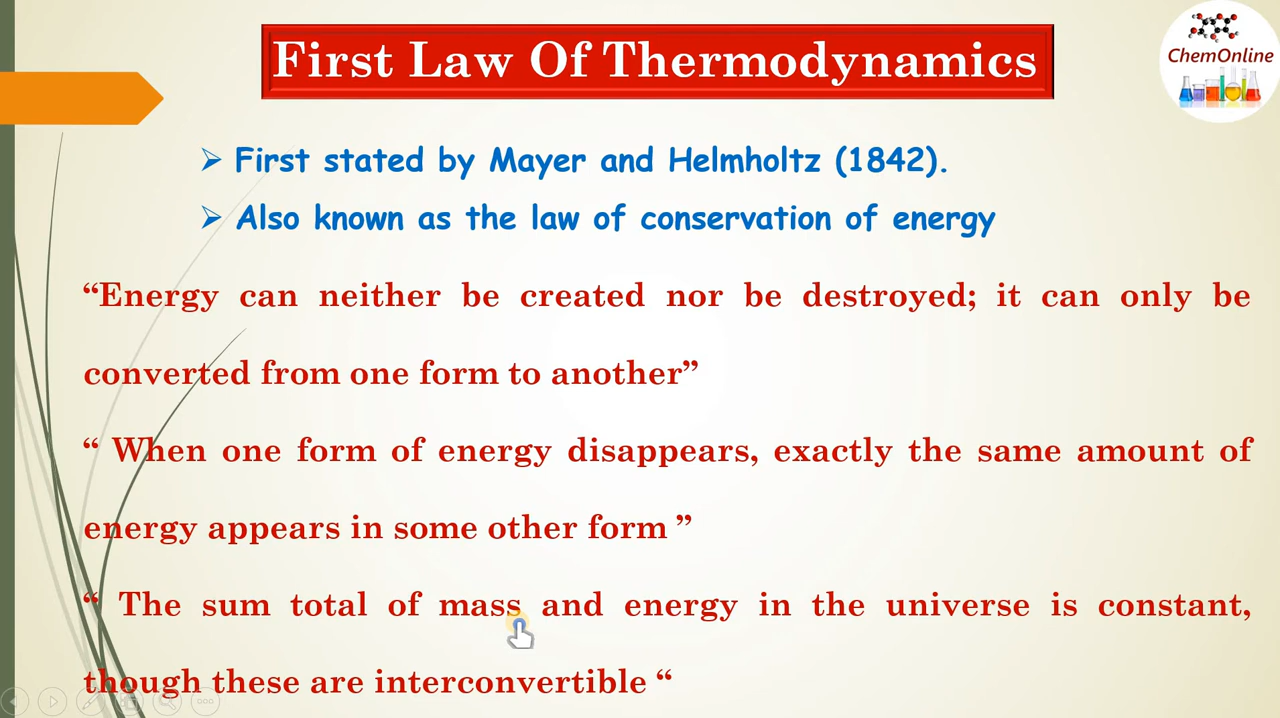 First Law Of Thermodynamics
ChemOnline
➢ First stated by Mayer and Helmholtz (1842).
➢ Also known as the law of conservation of energy
“Energy can neither be created nor be destroyed; it can only be
converted from one form to another”
“ When one form of energy disappears, exactly the same amount of
energy appears in some other form ”
“ The sum total of mass and energy in the universe is constant,
though these are interconvertible “